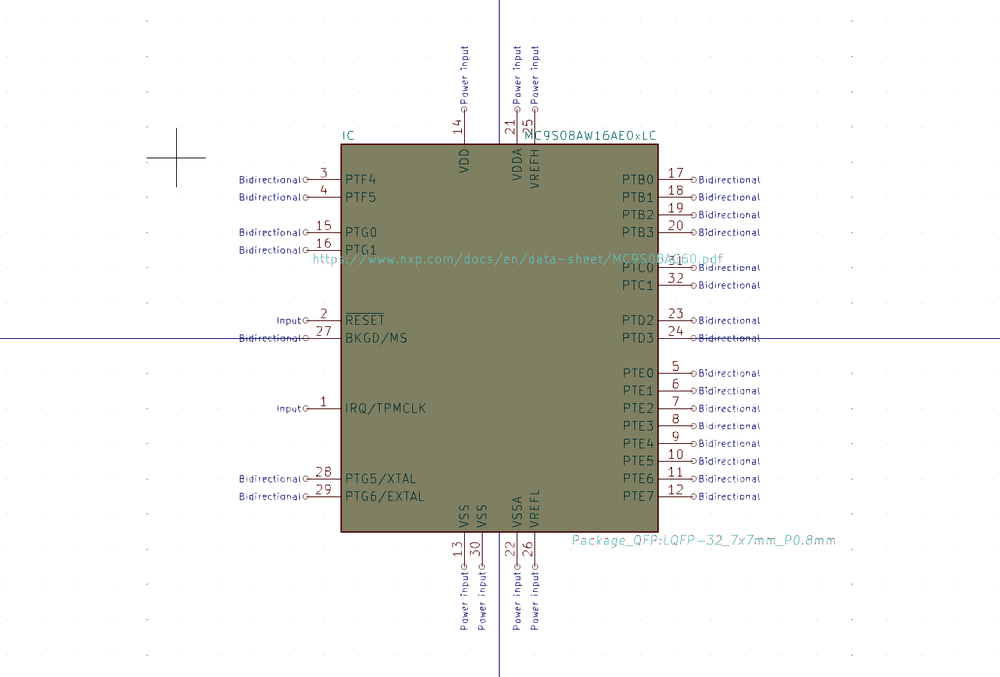 Power input
Power input
Power input
14
21
25
IC
MC9S08AW16AE0xLC
VDD
VDDA
VREFH
Bidirectional 3 PTF4
Bidirectional 4 PTF5
Bidirectional 15 PTG0
Bidirectional 16 PTG1
https://www.nxp.com/docs/en/data-sheet/MC9S08AC60.pdf
Input 2 RESET
Bidirectional 27 BKGD/MS
Input 1 IRQ/TPMCLK
Bidirectional 28 PTG5/XTAL
Bidirectional 29 PTG6/EXTAL
PTB0 17 Bidirectional
PTB1 18 Bidirectional
PTB2 19 Bidirectional
PTB3 20 Bidirectional
PTC0 31 Bidirectional
PTC1 32 Bidirectional
PTD2 23 Bidirectional
PTD3 24 Bidirectional
PTE0 5 Bidirectional
PTE1 6 Bidirectional
PTE2 7 Bidirectional
PTE3 8 Bidirectional
PTE4 9 Bidirectional
PTE5 10 Bidirectional
PTE6 11 Bidirectional
PTE7 12 Bidirectional
VSS
VSS
VSSA
VREFL
Package_QFP:LQFP-32_7x7mm_P0.8mm
13
30
22
26
Power input
Power input
Power input
Power input